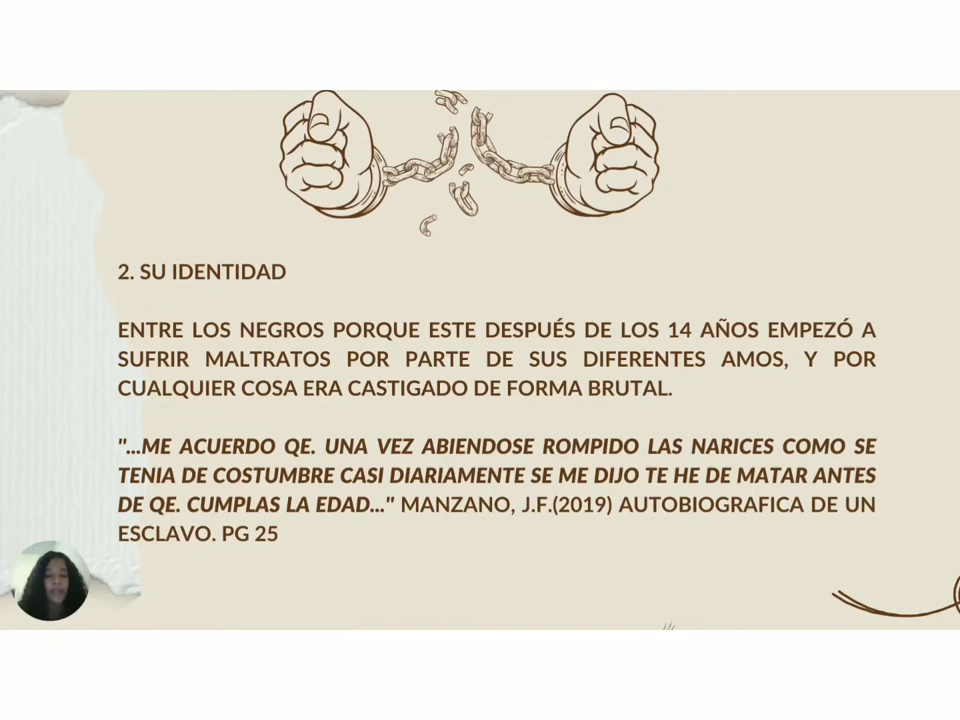 2. SU IDENTIDAD
ENTRE LOS NEGROS PORQUE ESTE DESPUÉS DE LOS 14 AÑOS EMPEZÓ A
SUFRIR MALTRATOS POR PARTE DE SUS DIFERENTES AMOS, Y POR
CUALQUIER COSA ERA CASTIGADO DE FORMA BRUTAL.
"...ME ACUERDO QE. UNA VEZ ABIENDOSE ROMPIDO LAS NARICES COMO SE
TENIA DE COSTUMBRE CASI DIARIAMENTE SE ME DIJO TE HE DE MATAR ANTES
DE QE. CUMPLAS LA EDAD..." MANZANO, J.F.(2019) AUTOBIOGRAFICA DE UN
ESCLAVO. PG 25